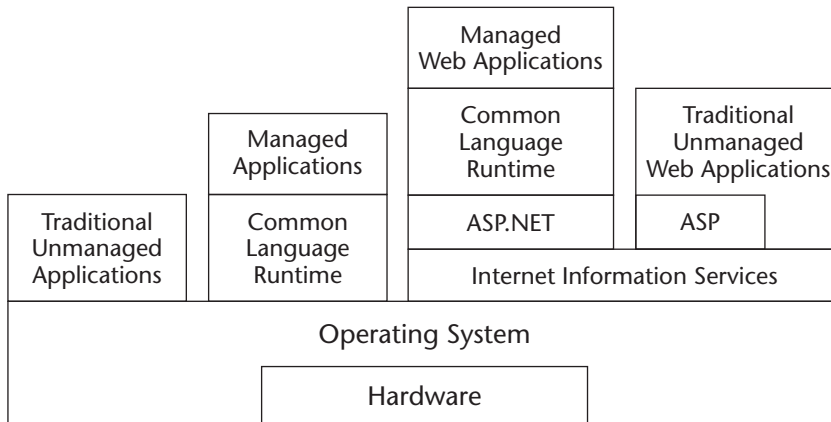 Managed
Web Applications
Common
Language
Runtime
ASP.NET
Traditional
Unmanaged
Web Applications
ASP
Internet Information Services
Managed
Applications
Common
Language
Runtime
Traditional
Unmanaged
Applications
Operating System
Hardware